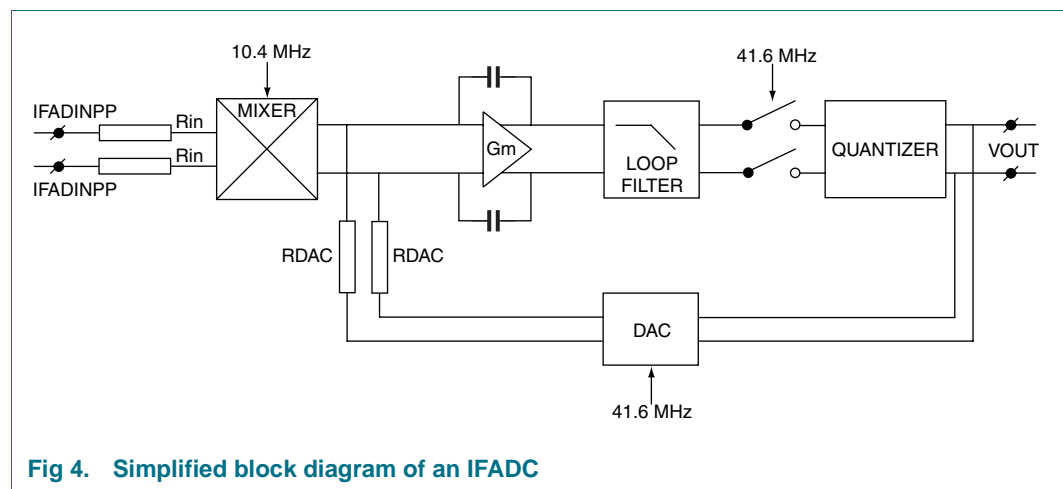 10.4 MHz
41.6 MHz
IFADINPP
Rin
MIXER
Rin
IFADINPP
Gm
LOOP
FILTER
QUANTIZER
VOUT
RDAC
RDAC
DAC
41.6 MHz
Fig 4. Simplified block diagram of an IFADC